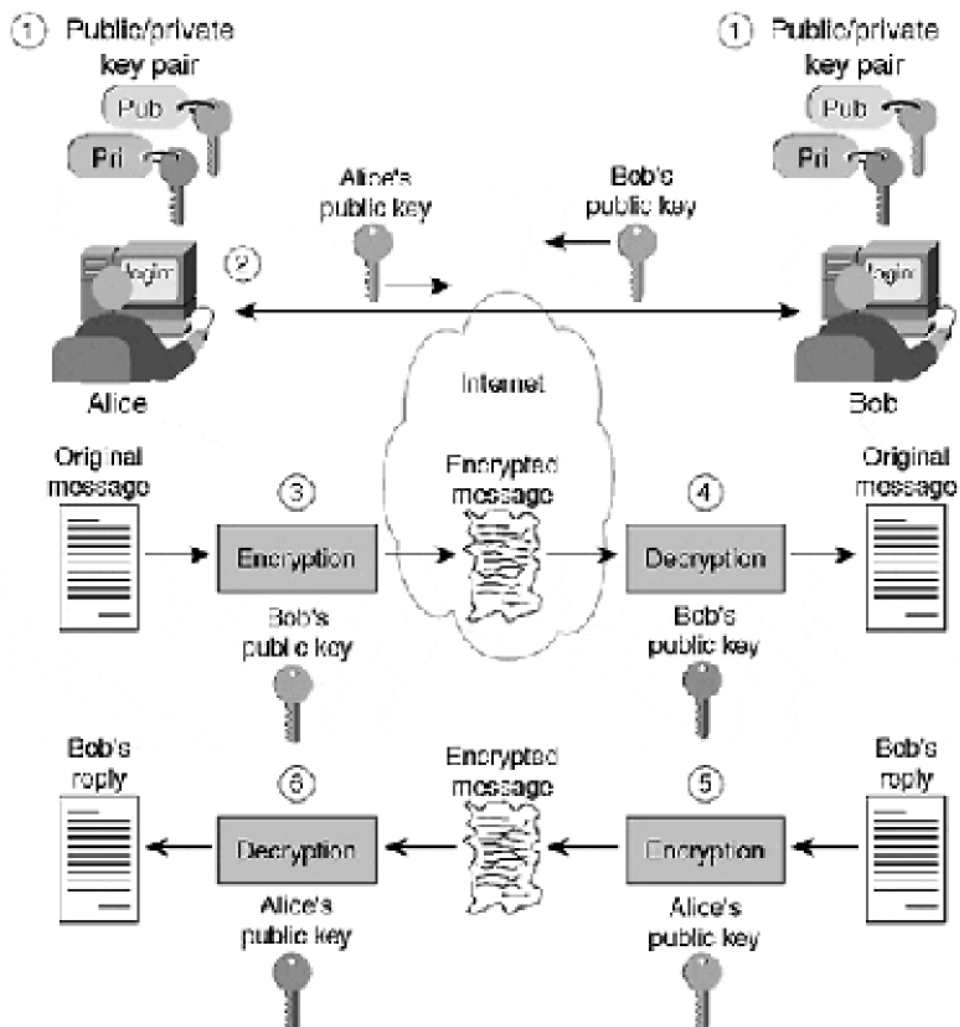 1 Public/private
key pair
Pub
Pri
1 Public/private
key pair
Pub
Pri
Alice's
public key
Bob's
public key
login
2
login
Internet
Alice
Bob
Original
message
3
Encryption
Bob's
public key
Encrypted
message
4
Decryption
Bob's
public key
Original
message
Bob's
reply
6
Decryption
Alice's
public key
Encrypted
message
5
Encryption
Alice's
public key
Bob's
reply